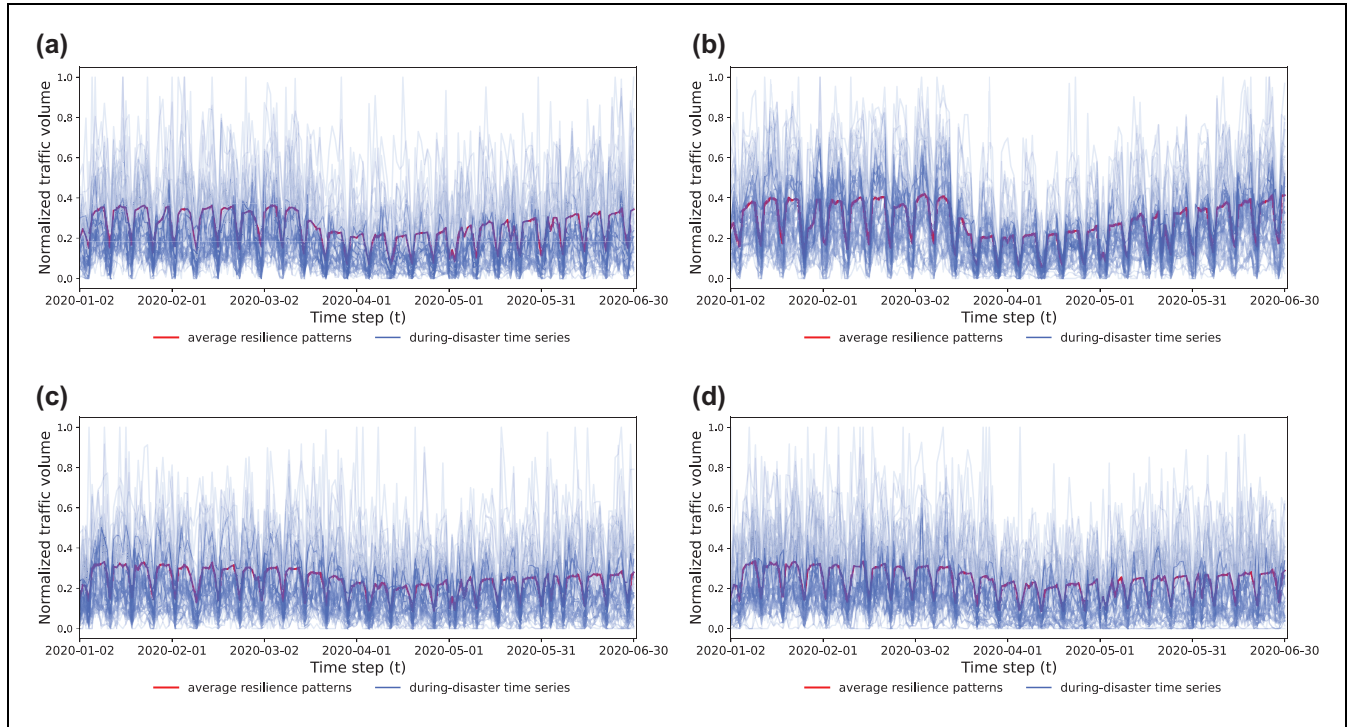 (a)
Normalized traffic volume
1.0
0.8
0.6
0.4
0.2
0.0
2020-01-02 2020-02-01 2020-03-02 2020-04-01 2020-05-01 2020-05-31 2020-06-30
Time step (t)
average resilience patterns during-disaster time series
(b)
Normalized traffic volume
1.0
0.8
0.6
0.4
0.2
0.0
2020-01-02 2020-02-01 2020-03-02 2020-04-01 2020-05-01 2020-05-31 2020-06-30
Time step (t)
average resilience patterns during-disaster time series
(c)
Normalized traffic volume
1.0
0.8
0.6
0.4
0.2
0.0
2020-01-02 2020-02-01 2020-03-02 2020-04-01 2020-05-01 2020-05-31 2020-06-30
Time step (t)
average resilience patterns during-disaster time series
(d)
Normalized traffic volume
1.0
0.8
0.6
0.4
0.2
0.0
2020-01-02 2020-02-01 2020-03-02 2020-04-01 2020-05-01 2020-05-31 2020-06-30
Time step (t)
average resilience patterns during-disaster time series